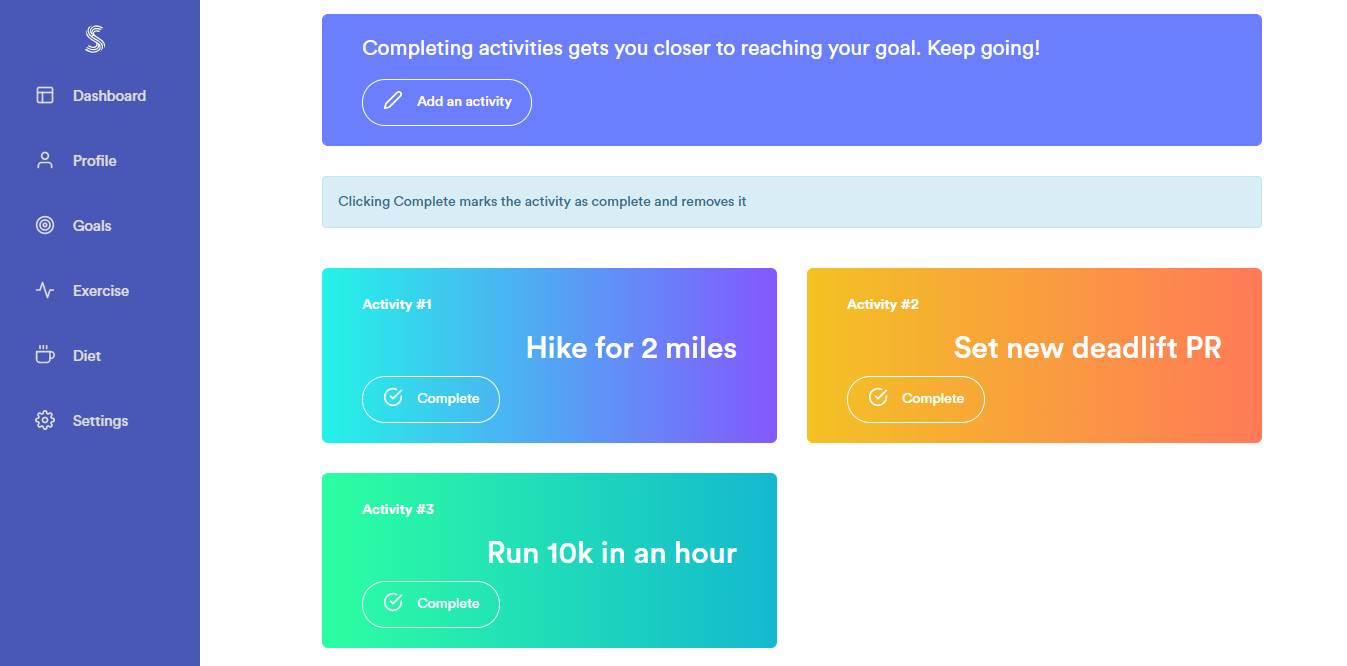 Dashboard
Profile
Goals
Exercise
Diet
Settings
Completing activities gets you closer to reaching your goal. Keep going!
Add an activity
Clicking Complete marks the activity as complete and removes it
Activity #1
Hike for 2 miles
Complete
Activity #2
Set new deadlift PR
Complete
Activity #3
Run 10k in an hour
Complete